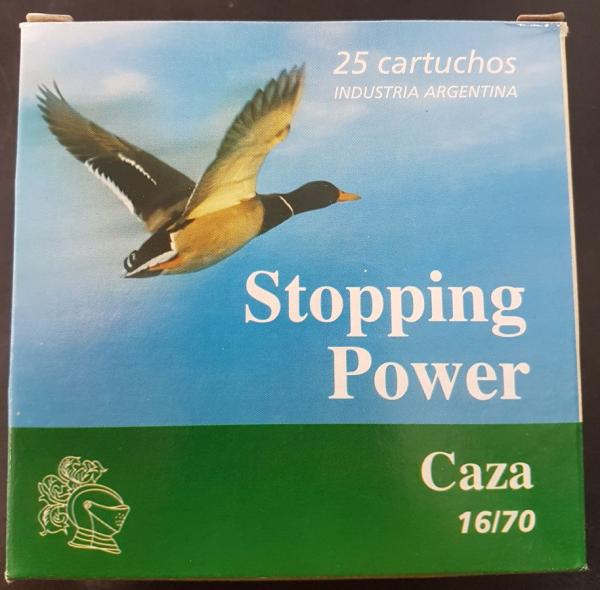 25 cartuchos
INDUSTRIA ARGENTINA
Stopping
Power
Caza
16/70